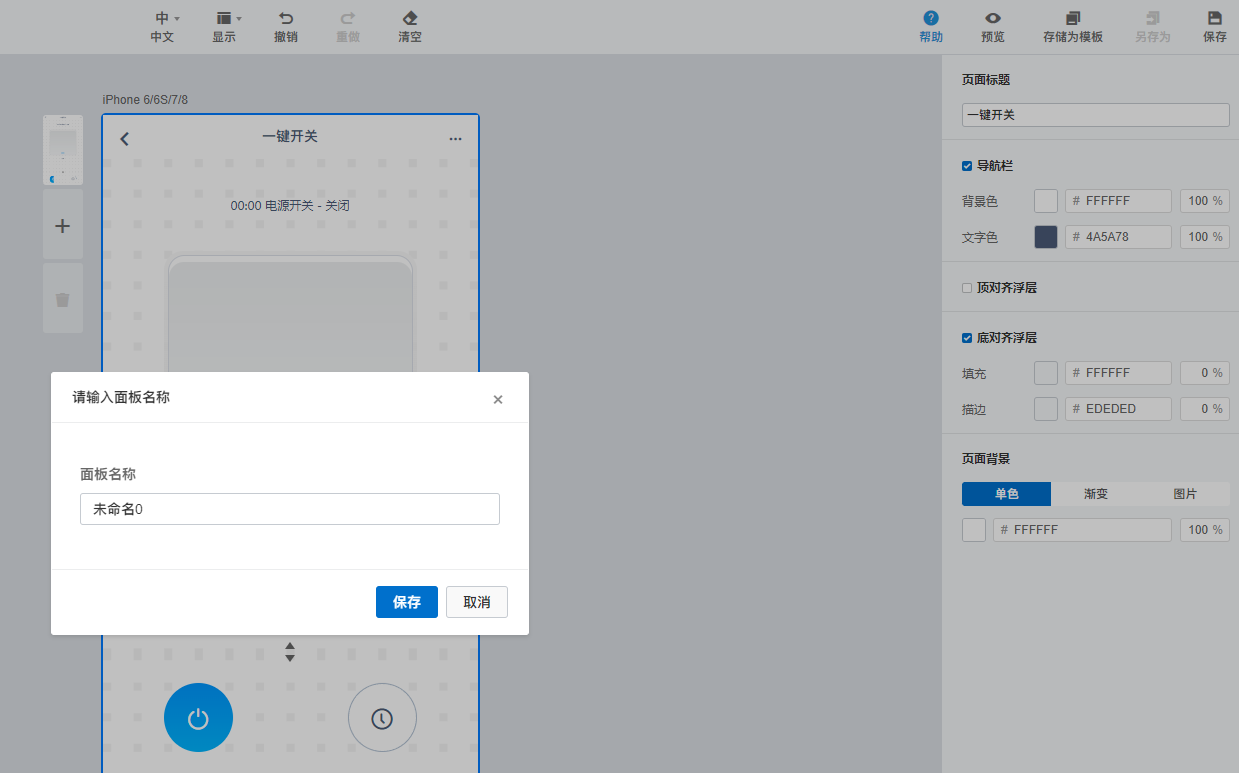 中
中文
显示
撤销
重做
清空
帮助
预览
存储为模板
另存为
保存
iPhone 6/6S/7/8
一键开关
00:00 电源开关 - 关闭
请输入面板名称
×
面板名称
未命名0
保存
取消
页面标题
一键开关
导航栏
背景色 # FFFFFF 100 %
文字色 # 4A5A78 100 %
顶对齐浮层
底对齐浮层
填充 # FFFFFF 0 %
描边 # EDEDED 0 %
页面背景
单色 渐变 图片
# FFFFFF 100 %